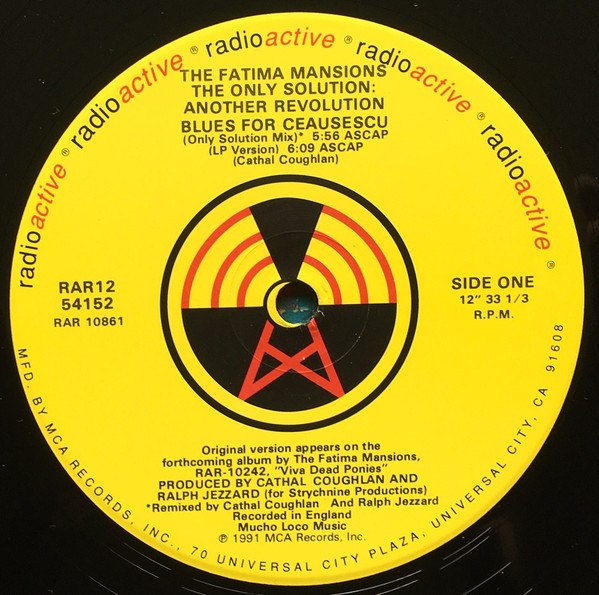 radioactive ® radioactive ® radioactive ® radioactive ® radioactive ®
THE FATIMA MANSIONS
THE ONLY SOLUTION:
ANOTHER REVOLUTION
BLUES FOR CEAUSESCU
(Only Solution Mix)* 5:56 ASCAP
(LP Version) 6:09 ASCAP
(Cathal Coughlan)
RAR12
54152
RAR 10861
SIDE ONE
12" 33 1/3
R.P.M.
Original version appears on the
forthcoming album by The Fatima Mansions,
RAR-10242, "Viva Dead Ponies"
PRODUCED BY CATHAL COUGHLAN AND
RALPH JEZZARD (for Strychnine Productions)
*Remixed by Cathal Coughlan And Ralph Jezzard
Recorded in England
Mucho Loco Music
℗ 1991 MCA Records, Inc.
MFD. BY MCA RECORDS, INC., 70 UNIVERSAL CITY PLAZA, UNIVERSAL CITY, CA 91608